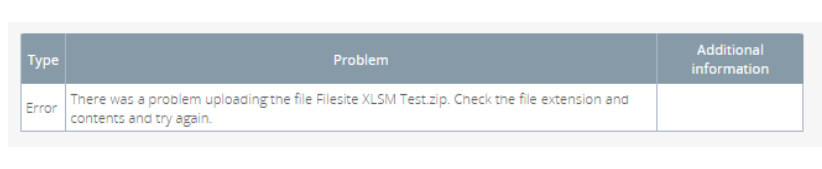 Type Problem Additional
information
Error There was a problem uploading the file Filesite XLSM Test.zip. Check the file extension and
contents and try again.